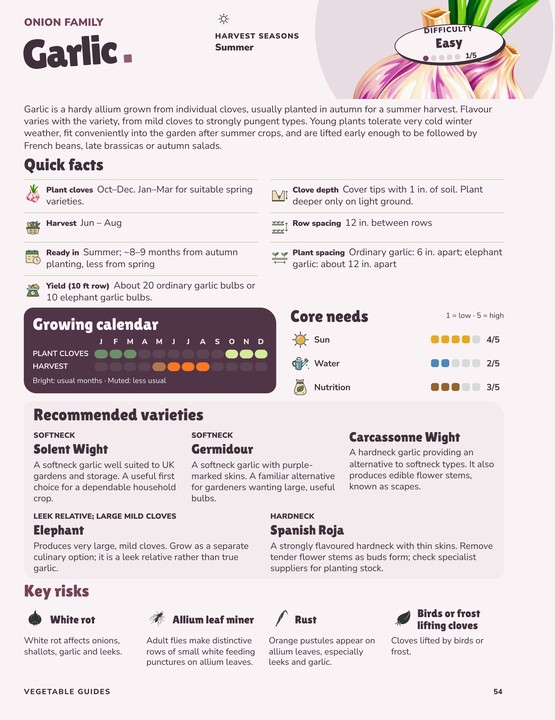 ONION FAMILY
Garlic.
HARVEST SEASONS
Summer
DIFFICULTY
Easy
1/5
Garlic is a hardy allium grown from individual cloves, usually planted in autumn for a summer harvest. Flavour
varies with the variety, from mild cloves to strongly pungent types. Young plants tolerate very cold winter
weather, fit conveniently into the garden after summer crops, and are lifted early enough to be followed by
French beans, late brassicas or autumn salads.
Quick facts
Plant cloves Oct–Dec. Jan–Mar for suitable spring
varieties.
Harvest Jun – Aug
Ready in Summer; ~8–9 months from autumn
planting, less from spring
Yield (10 ft row) About 20 ordinary garlic bulbs or
10 elephant garlic bulbs.
Clove depth Cover tips with 1 in. of soil. Plant
deeper only on light ground.
Row spacing 12 in. between rows
Plant spacing Ordinary garlic: 6 in. apart; elephant
garlic: about 12 in. apart
Growing calendar
J F M A M J J A S O N D
PLANT CLOVES
HARVEST
Bright: usual months · Muted: less usual
Core needs
1 = low · 5 = high
Sun 4/5
Water 2/5
Nutrition 3/5
Recommended varieties
SOFTNECK
Solent Wight
A softneck garlic well suited to UK
gardens and storage. A useful first
choice for a dependable household
crop.
SOFTNECK
Germidour
A softneck garlic with purple-
marked skins. A familiar alternative
for gardeners wanting large, useful
bulbs.
Carcassonne Wight
A hardneck garlic providing an
alternative to softneck types. It also
produces edible flower stems,
known as scapes.
LEEK RELATIVE; LARGE MILD CLOVES
Elephant
Produces very large, mild cloves. Grow as a separate
culinary option; it is a leek relative rather than true
garlic.
HARDNECK
Spanish Roja
A strongly flavoured hardneck with thin skins. Remove
tender flower stems as buds form; check specialist
suppliers for planting stock.
Key risks
White rot
White rot affects onions,
shallots, garlic and leeks.
Allium leaf miner
Adult flies make distinctive
rows of small white feeding
punctures on allium leaves.
Rust
Orange pustules appear on
allium leaves, especially
leeks and garlic.
Birds or frost
lifting cloves
Cloves lifted by birds or
frost.
VEGETABLE GUIDES
54